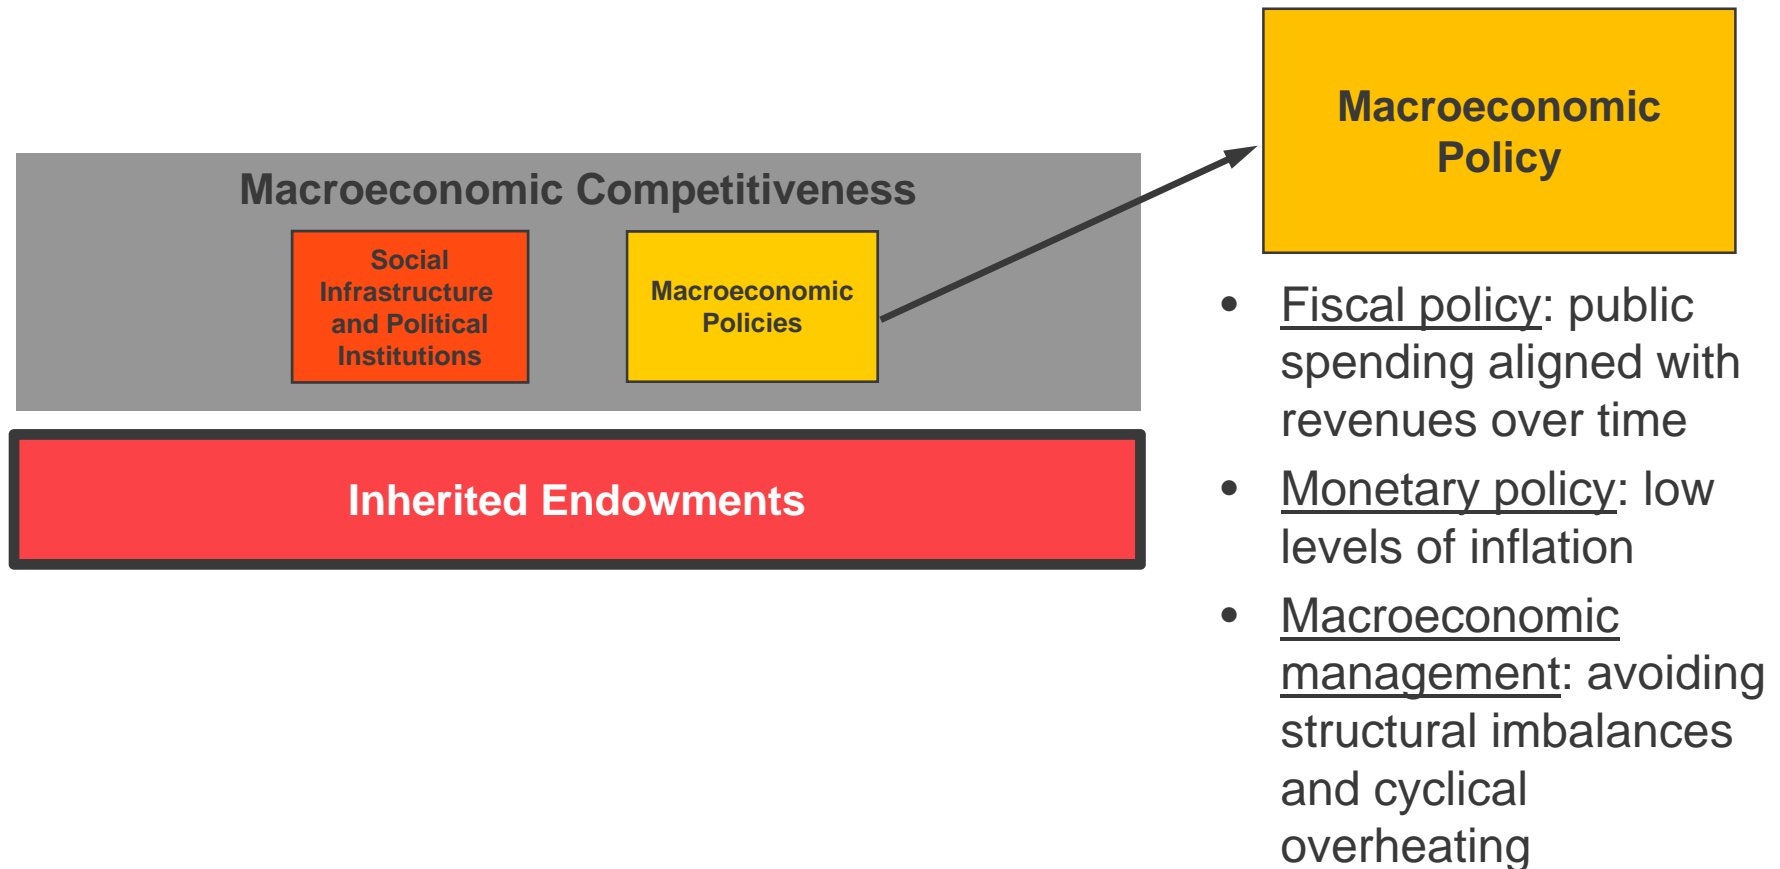 Macroeconomic Competitiveness
Social
Infrastructure
and Political
Institutions
Macroeconomic
Policies
Inherited Endowments
Macroeconomic
Policy
• Fiscal policy: public
spending aligned with
revenues over time
• Monetary policy: low
levels of inflation
• Macroeconomic
management: avoiding
structural imbalances
and cyclical
overheating